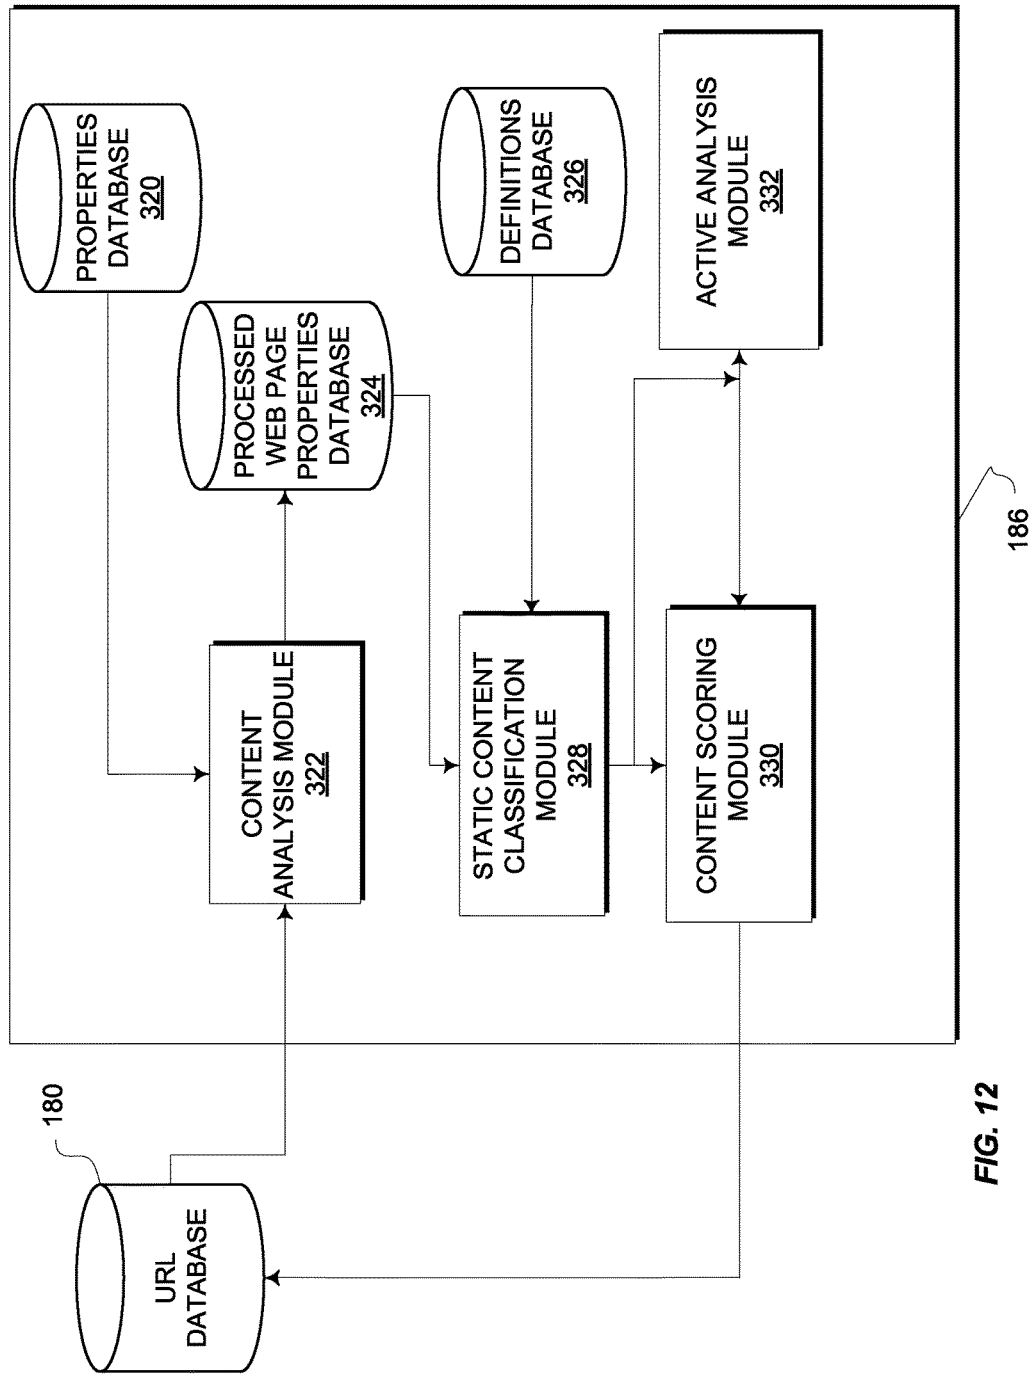 180
URL
DATABASE
PROPERTIES
DATABASE
320
CONTENT
ANALYSIS MODULE
322
PROCESSED
WEB PAGE
PROPERTIES
DATABASE
324
DEFINITIONS
DATABASE
326
STATIC CONTENT
CLASSIFICATION
MODULE
328
CONTENT SCORING
MODULE
330
ACTIVE ANALYSIS
MODULE
332
186
FIG. 12